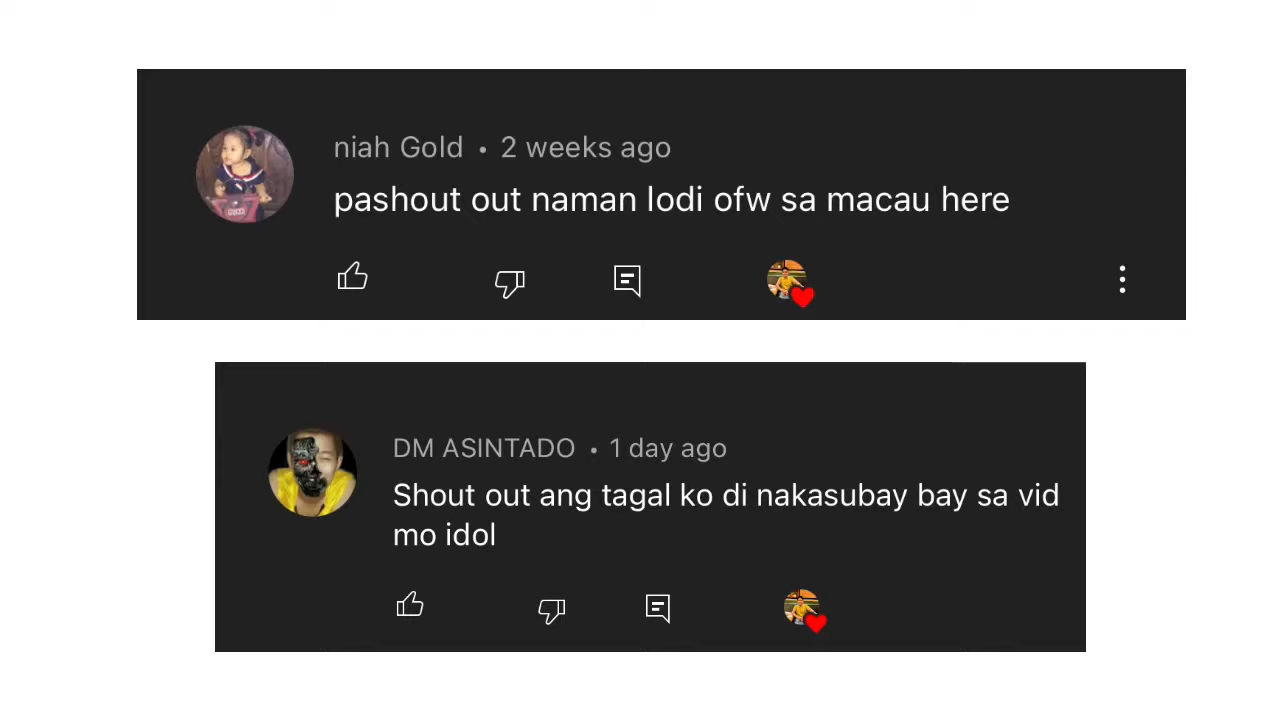 niah Gold • 2 weeks ago
pashout out naman lodi ofw sa macau here
DM ASINTADO • 1 day ago
Shout out ang tagal ko di nakasubay bay sa vid
mo idol